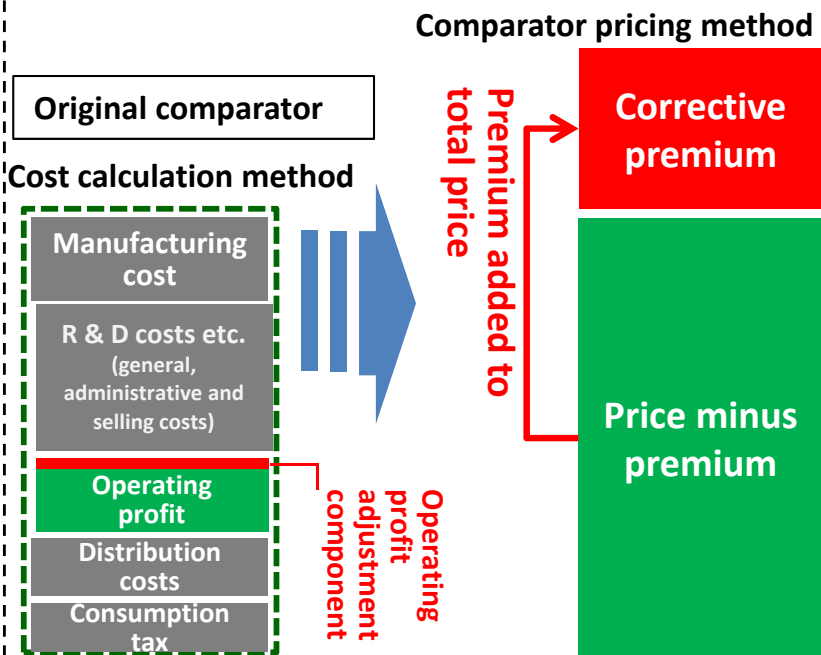 Comparator pricing method
Original comparator
Cost calculation method
Manufacturing
cost
R & D costs etc.
(general,
administrative and
selling costs)
Operating
profit
Distribution
costs
Consumption
tax
Operating
profit
adjustment
component
Premium added to
total price
Corrective
premium
Price minus
premium